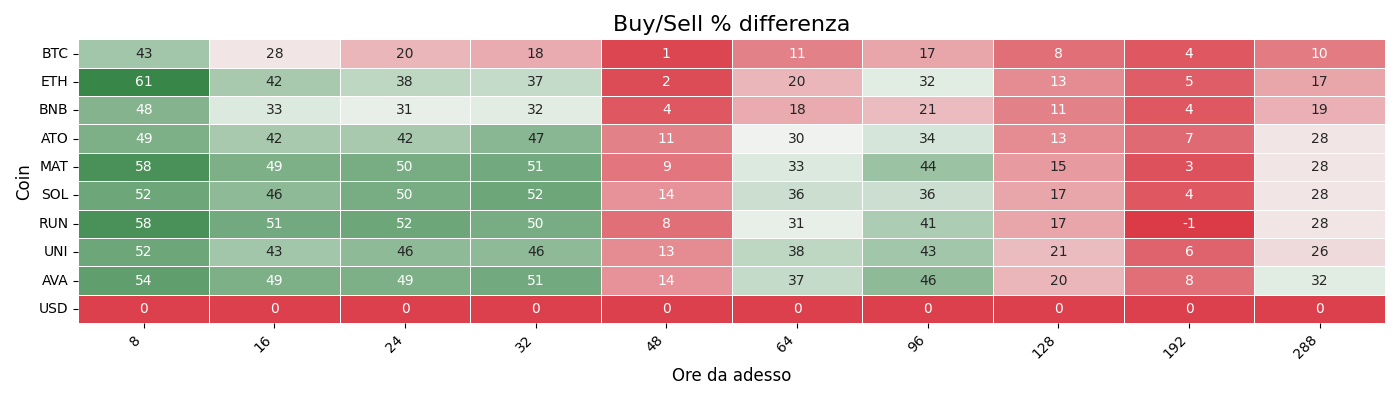 Buy/Sell % differenza
Coin
BTC 43 28 20 18 1 11 17 8 4 10
ETH 61 42 38 37 2 20 32 13 5 17
BNB 48 33 31 32 4 18 21 11 4 19
ATO 49 42 42 47 11 30 34 13 7 28
MAT 58 49 50 51 9 33 44 15 3 28
SOL 52 46 50 52 14 36 36 17 4 28
RUN 58 51 52 50 8 31 41 17 -1 28
UNI 52 43 46 46 13 38 43 21 6 26
AVA 54 49 49 51 14 37 46 20 8 32
USD 0 0 0 0 0 0 0 0 0 0
8 16 24 32 48 64 96 128 192 288
Ore da adesso